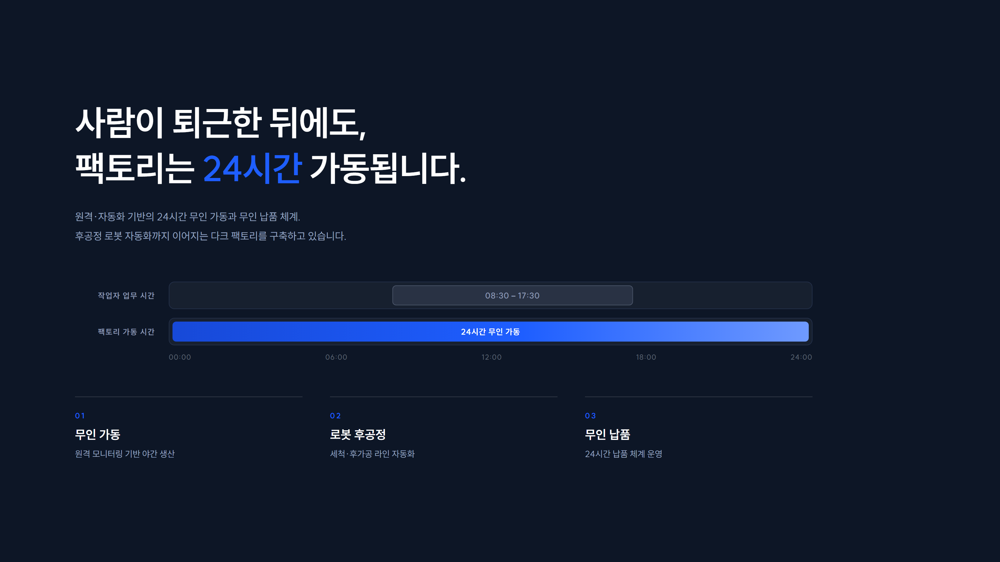 사람이 퇴근한 뒤에도,
팩토리는 24시간 가동됩니다.
원격·자동화 기반의 24시간 무인 가동과 무인 납품 체계.
후공정 로봇 자동화까지 이어지는 다크 팩토리를 구축하고 있습니다.
작업자 업무 시간
08:30 – 17:30
팩토리 가동 시간
24시간 무인 가동
00:00 06:00 12:00 18:00 24:00
01
무인 가동
원격 모니터링 기반 야간 생산
02
로봇 후공정
세척·후가공 라인 자동화
03
무인 납품
24시간 납품 체계 운영